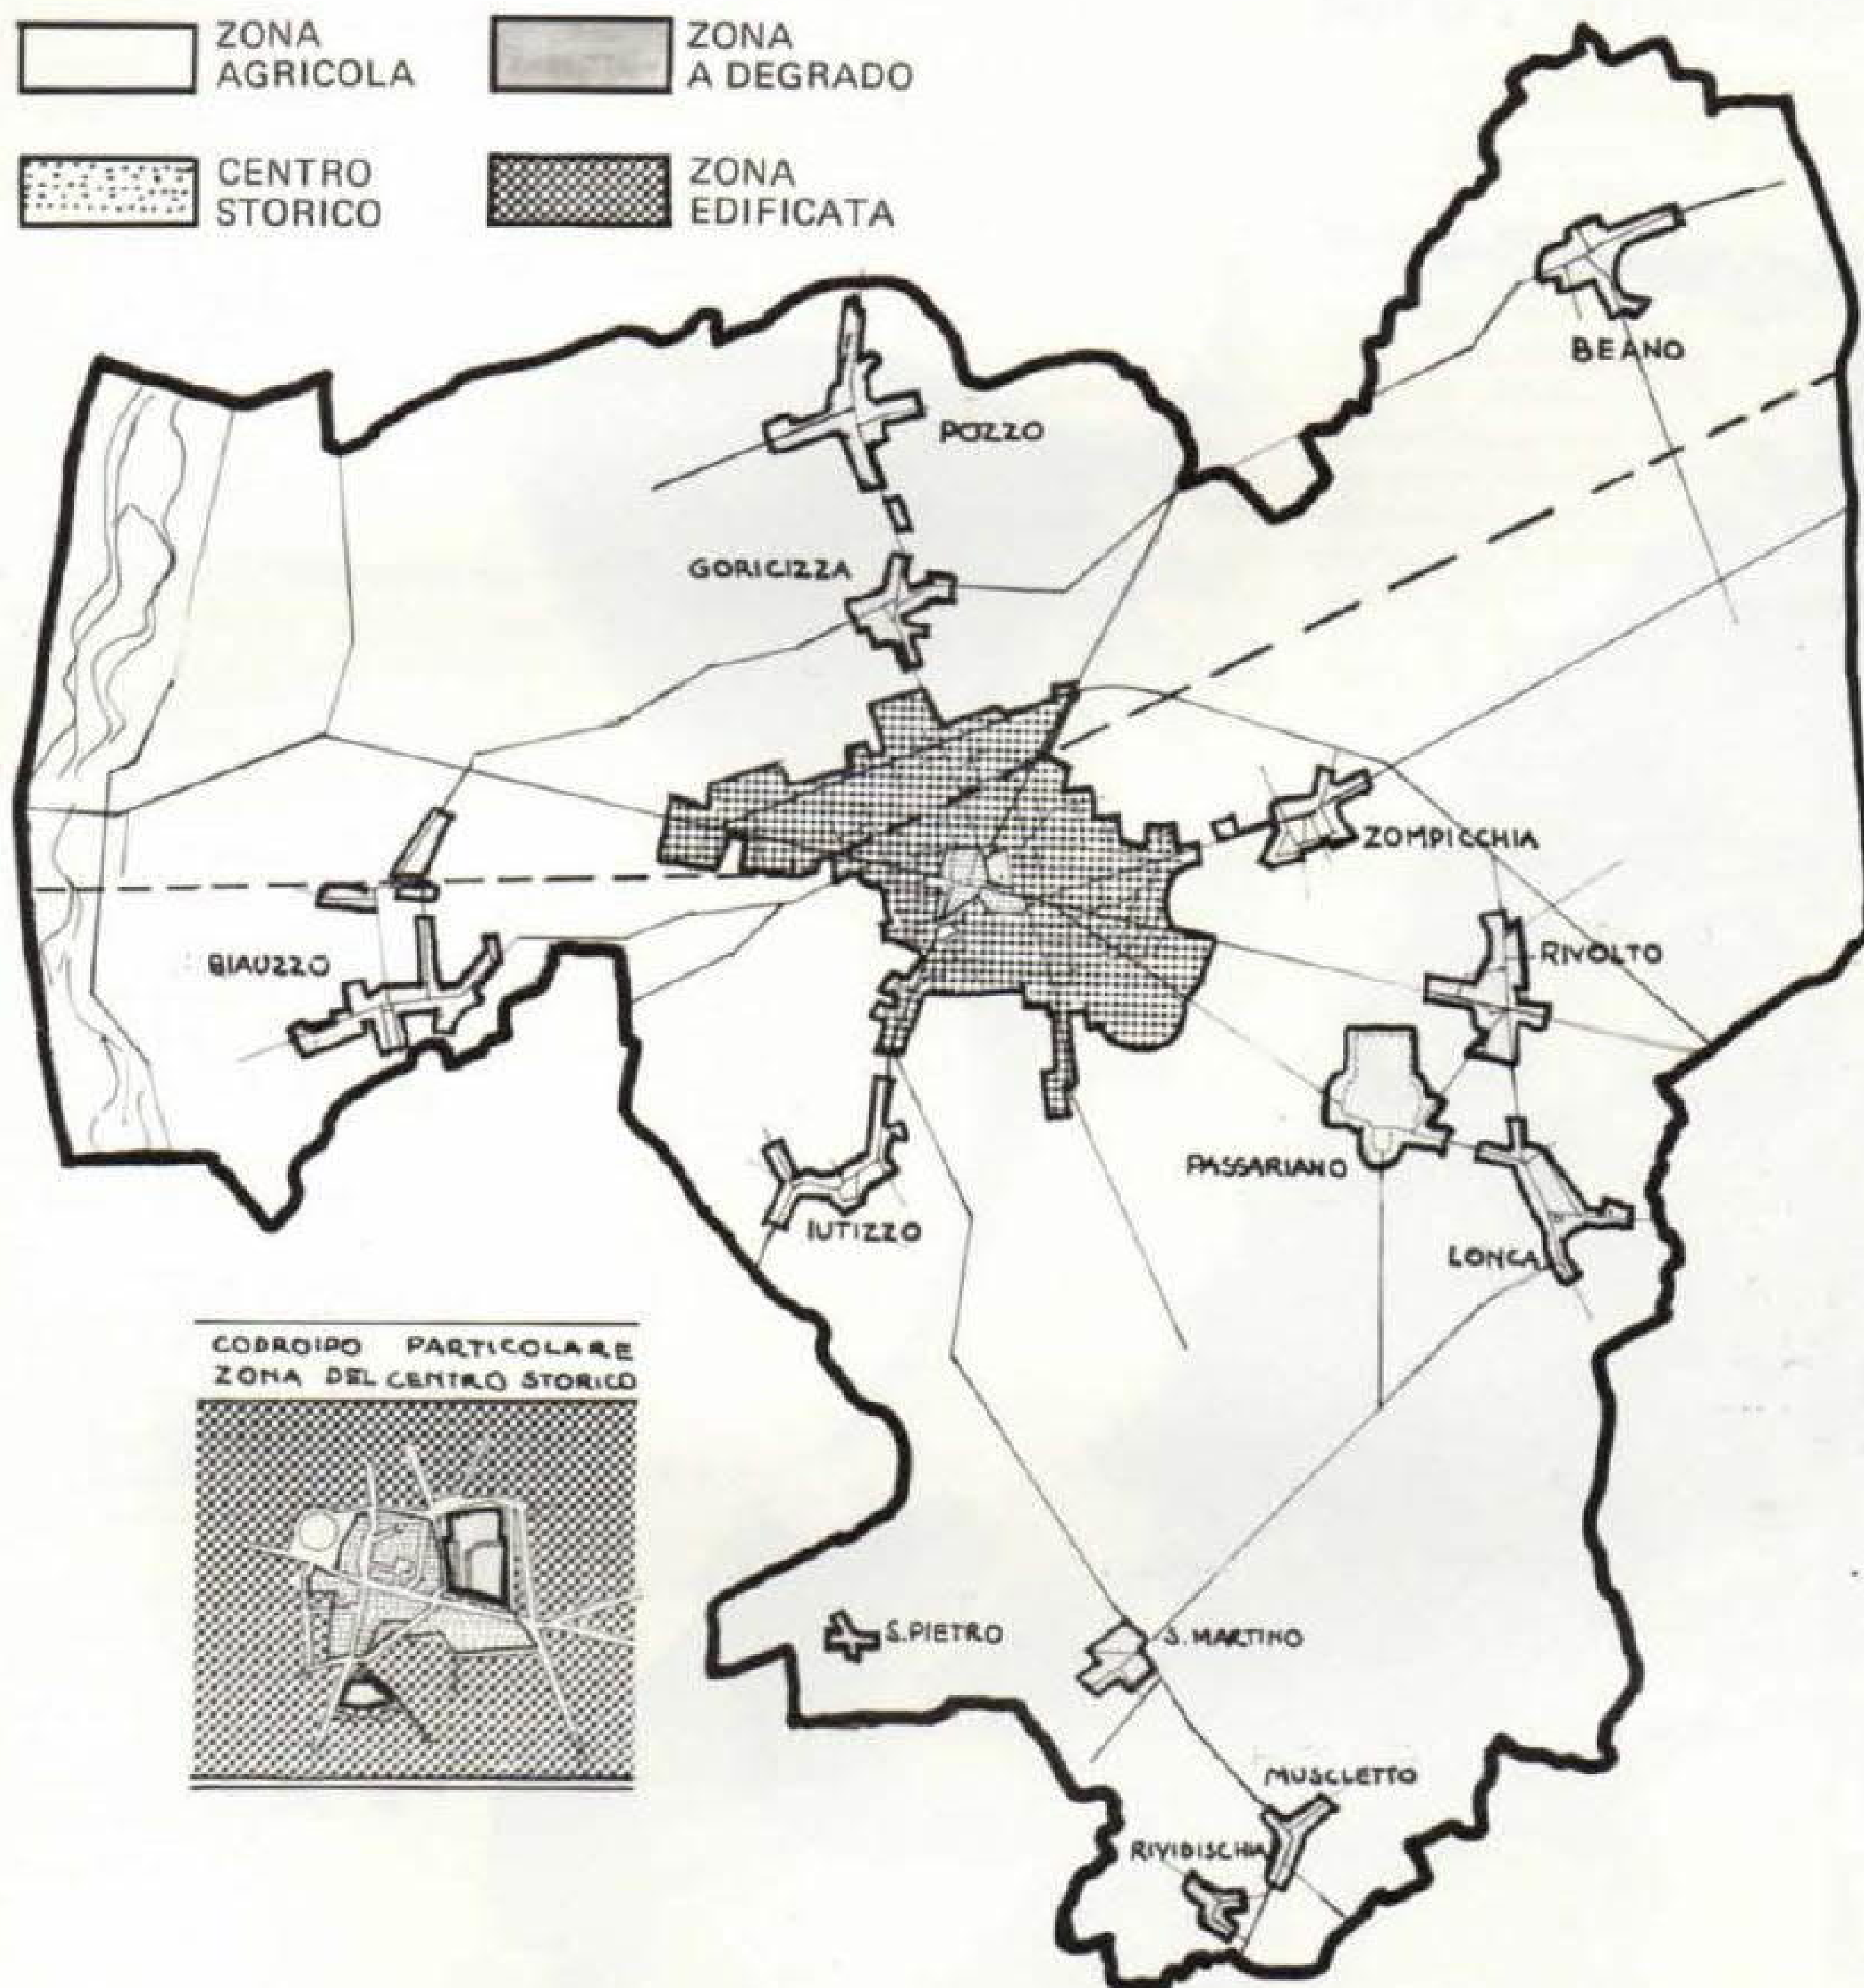 ZONA
AGRICOLA
ZONA
A DEGRADO
CENTRO
STORICO
ZONA
EDIFICATA
BEANO
POZZO
GORICIZZA
ZOMPICCHIA
RIVOLTO
BIAUZZO
PASSARIANO
IUTIZZO
LONCA
CODROIPO PARTICOLARE
ZONA DEL CENTRO STORICO
S.PIETRO
S.MARTINO
MUSCLETTO
RIVIDISCHIA